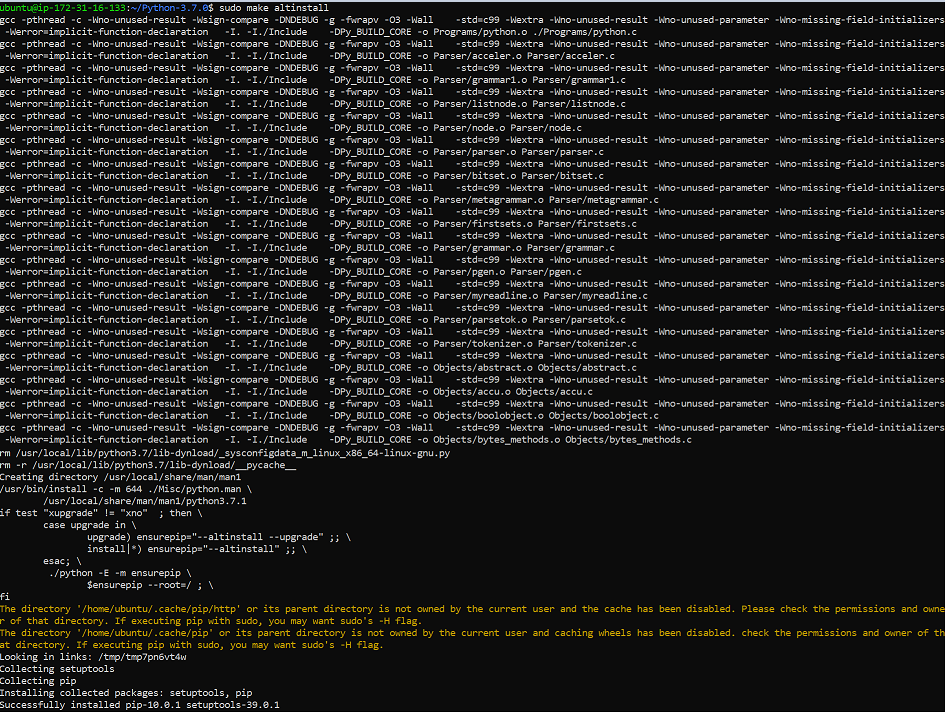 ubuntu@ip-172-31-16-133:~/Python-3.7.0$ sudo make altinstall
gcc -pthread -c -Wno-unused-result -Wsign-compare -DNDEBUG -g -fwrapv -O3 -Wall    -std=c99 -Wextra -Wno-unused-result -Wno-unused-parameter -Wno-missing-field-initializers
 -Werror=implicit-function-declaration   -I. -I./Include    -DPy_BUILD_CORE -o Programs/python.o ./Programs/python.c
gcc -pthread -c -Wno-unused-result -Wsign-compare -DNDEBUG -g -fwrapv -O3 -Wall    -std=c99 -Wextra -Wno-unused-result -Wno-unused-parameter -Wno-missing-field-initializers
 -Werror=implicit-function-declaration   -I. -I./Include    -DPy_BUILD_CORE -o Parser/acceler.o Parser/acceler.c
gcc -pthread -c -Wno-unused-result -Wsign-compare -DNDEBUG -g -fwrapv -O3 -Wall    -std=c99 -Wextra -Wno-unused-result -Wno-unused-parameter -Wno-missing-field-initializers
 -Werror=implicit-function-declaration   -I. -I./Include    -DPy_BUILD_CORE -o Parser/grammar1.o Parser/grammar1.c
gcc -pthread -c -Wno-unused-result -Wsign-compare -DNDEBUG -g -fwrapv -O3 -Wall    -std=c99 -Wextra -Wno-unused-result -Wno-unused-parameter -Wno-missing-field-initializers
 -Werror=implicit-function-declaration   -I. -I./Include    -DPy_BUILD_CORE -o Parser/listnode.o Parser/listnode.c
gcc -pthread -c -Wno-unused-result -Wsign-compare -DNDEBUG -g -fwrapv -O3 -Wall    -std=c99 -Wextra -Wno-unused-result -Wno-unused-parameter -Wno-missing-field-initializers
 -Werror=implicit-function-declaration   -I. -I./Include    -DPy_BUILD_CORE -o Parser/node.o Parser/node.c
gcc -pthread -c -Wno-unused-result -Wsign-compare -DNDEBUG -g -fwrapv -O3 -Wall    -std=c99 -Wextra -Wno-unused-result -Wno-unused-parameter -Wno-missing-field-initializers
 -Werror=implicit-function-declaration   -I. -I./Include    -DPy_BUILD_CORE -o Parser/parser.o Parser/parser.c
gcc -pthread -c -Wno-unused-result -Wsign-compare -DNDEBUG -g -fwrapv -O3 -Wall    -std=c99 -Wextra -Wno-unused-result -Wno-unused-parameter -Wno-missing-field-initializers
 -Werror=implicit-function-declaration   -I. -I./Include    -DPy_BUILD_CORE -o Parser/bitset.o Parser/bitset.c
gcc -pthread -c -Wno-unused-result -Wsign-compare -DNDEBUG -g -fwrapv -O3 -Wall    -std=c99 -Wextra -Wno-unused-result -Wno-unused-parameter -Wno-missing-field-initializers
 -Werror=implicit-function-declaration   -I. -I./Include    -DPy_BUILD_CORE -o Parser/metagrammar.o Parser/metagrammar.c
gcc -pthread -c -Wno-unused-result -Wsign-compare -DNDEBUG -g -fwrapv -O3 -Wall    -std=c99 -Wextra -Wno-unused-result -Wno-unused-parameter -Wno-missing-field-initializers
 -Werror=implicit-function-declaration   -I. -I./Include    -DPy_BUILD_CORE -o Parser/firstsets.o Parser/firstsets.c
gcc -pthread -c -Wno-unused-result -Wsign-compare -DNDEBUG -g -fwrapv -O3 -Wall    -std=c99 -Wextra -Wno-unused-result -Wno-unused-parameter -Wno-missing-field-initializers
 -Werror=implicit-function-declaration   -I. -I./Include    -DPy_BUILD_CORE -o Parser/grammar.o Parser/grammar.c
gcc -pthread -c -Wno-unused-result -Wsign-compare -DNDEBUG -g -fwrapv -O3 -Wall    -std=c99 -Wextra -Wno-unused-result -Wno-unused-parameter -Wno-missing-field-initializers
 -Werror=implicit-function-declaration   -I. -I./Include    -DPy_BUILD_CORE -o Parser/pgen.o Parser/pgen.c
gcc -pthread -c -Wno-unused-result -Wsign-compare -DNDEBUG -g -fwrapv -O3 -Wall    -std=c99 -Wextra -Wno-unused-result -Wno-unused-parameter -Wno-missing-field-initializers
 -Werror=implicit-function-declaration   -I. -I./Include    -DPy_BUILD_CORE -o Parser/myreadline.o Parser/myreadline.c
gcc -pthread -c -Wno-unused-result -Wsign-compare -DNDEBUG -g -fwrapv -O3 -Wall    -std=c99 -Wextra -Wno-unused-result -Wno-unused-parameter -Wno-missing-field-initializers
 -Werror=implicit-function-declaration   -I. -I./Include    -DPy_BUILD_CORE -o Parser/parsetok.o Parser/parsetok.c
gcc -pthread -c -Wno-unused-result -Wsign-compare -DNDEBUG -g -fwrapv -O3 -Wall    -std=c99 -Wextra -Wno-unused-result -Wno-unused-parameter -Wno-missing-field-initializers
 -Werror=implicit-function-declaration   -I. -I./Include    -DPy_BUILD_CORE -o Parser/tokenizer.o Parser/tokenizer.c
gcc -pthread -c -Wno-unused-result -Wsign-compare -DNDEBUG -g -fwrapv -O3 -Wall    -std=c99 -Wextra -Wno-unused-result -Wno-unused-parameter -Wno-missing-field-initializers
 -Werror=implicit-function-declaration   -I. -I./Include    -DPy_BUILD_CORE -o Objects/abstract.o Objects/abstract.c
gcc -pthread -c -Wno-unused-result -Wsign-compare -DNDEBUG -g -fwrapv -O3 -Wall    -std=c99 -Wextra -Wno-unused-result -Wno-unused-parameter -Wno-missing-field-initializers
 -Werror=implicit-function-declaration   -I. -I./Include    -DPy_BUILD_CORE -o Objects/accu.o Objects/accu.c
gcc -pthread -c -Wno-unused-result -Wsign-compare -DNDEBUG -g -fwrapv -O3 -Wall    -std=c99 -Wextra -Wno-unused-result -Wno-unused-parameter -Wno-missing-field-initializers
 -Werror=implicit-function-declaration   -I. -I./Include    -DPy_BUILD_CORE -o Objects/boolobject.o Objects/boolobject.c
gcc -pthread -c -Wno-unused-result -Wsign-compare -DNDEBUG -g -fwrapv -O3 -Wall    -std=c99 -Wextra -Wno-unused-result -Wno-unused-parameter -Wno-missing-field-initializers
 -Werror=implicit-function-declaration   -I. -I./Include    -DPy_BUILD_CORE -o Objects/bytes_methods.o Objects/bytes_methods.c
rm /usr/local/lib/python3.7/lib-dynload/_sysconfigdata_m_linux_x86_64-linux-gnu.py
rm -r /usr/local/lib/python3.7/lib-dynload/__pycache__
Creating directory /usr/local/share/man/man1
/usr/bin/install -c -m 644 ./Misc/python.man \
        /usr/local/share/man/man1/python3.7.1
if test "xupgrade" != "xno"  ; then \
        case upgrade in \
                upgrade) ensurepip="--altinstall --upgrade" ;; \
                install|*) ensurepip="--altinstall" ;; \
        esac; \
         ./python -E -m ensurepip \
                $ensurepip --root=/ ; \
fi
The directory '/home/ubuntu/.cache/pip/http' or its parent directory is not owned by the current user and the cache has been disabled. Please check the permissions and owne
r of that directory. If executing pip with sudo, you may want sudo's -H flag.
The directory '/home/ubuntu/.cache/pip' or its parent directory is not owned by the current user and caching wheels has been disabled. check the permissions and owner of th
at directory. If executing pip with sudo, you may want sudo's -H flag.
Looking in links: /tmp/tmp7pn6vt4w
Collecting setuptools
Collecting pip
Installing collected packages: setuptools, pip
Successfully installed pip-10.0.1 setuptools-39.0.1